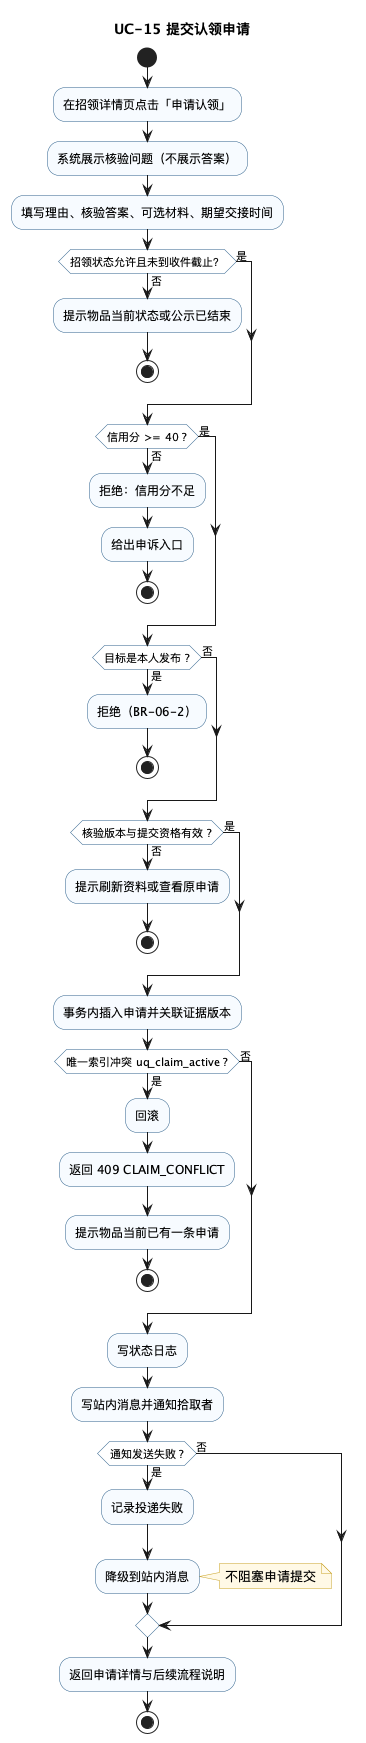 UC-15 提交认领申请
在招领详情页点击「申请认领」
系统展示核验问题（不展示答案）
填写理由、核验答案、可选材料、期望交接时间
招领状态允许且未到收件截止?
是
否
提示物品当前状态或公示已结束
信用分 >= 40 ?
是
否
拒绝：信用分不足
给出申诉入口
目标是本人发布 ?
否
是
拒绝（BR-06-2）
核验版本与提交资格有效 ?
是
否
提示刷新资料或查看原申请
事务内插入申请并关联证据版本
唯一索引冲突 uq_claim_active ?
否
是
回滚
返回 409 CLAIM_CONFLICT
提示物品当前已有一条申请
写状态日志
写站内消息并通知拾取者
通知发送失败 ?
否
是
记录投递失败
降级到站内消息
不阻塞申请提交
返回申请详情与后续流程说明